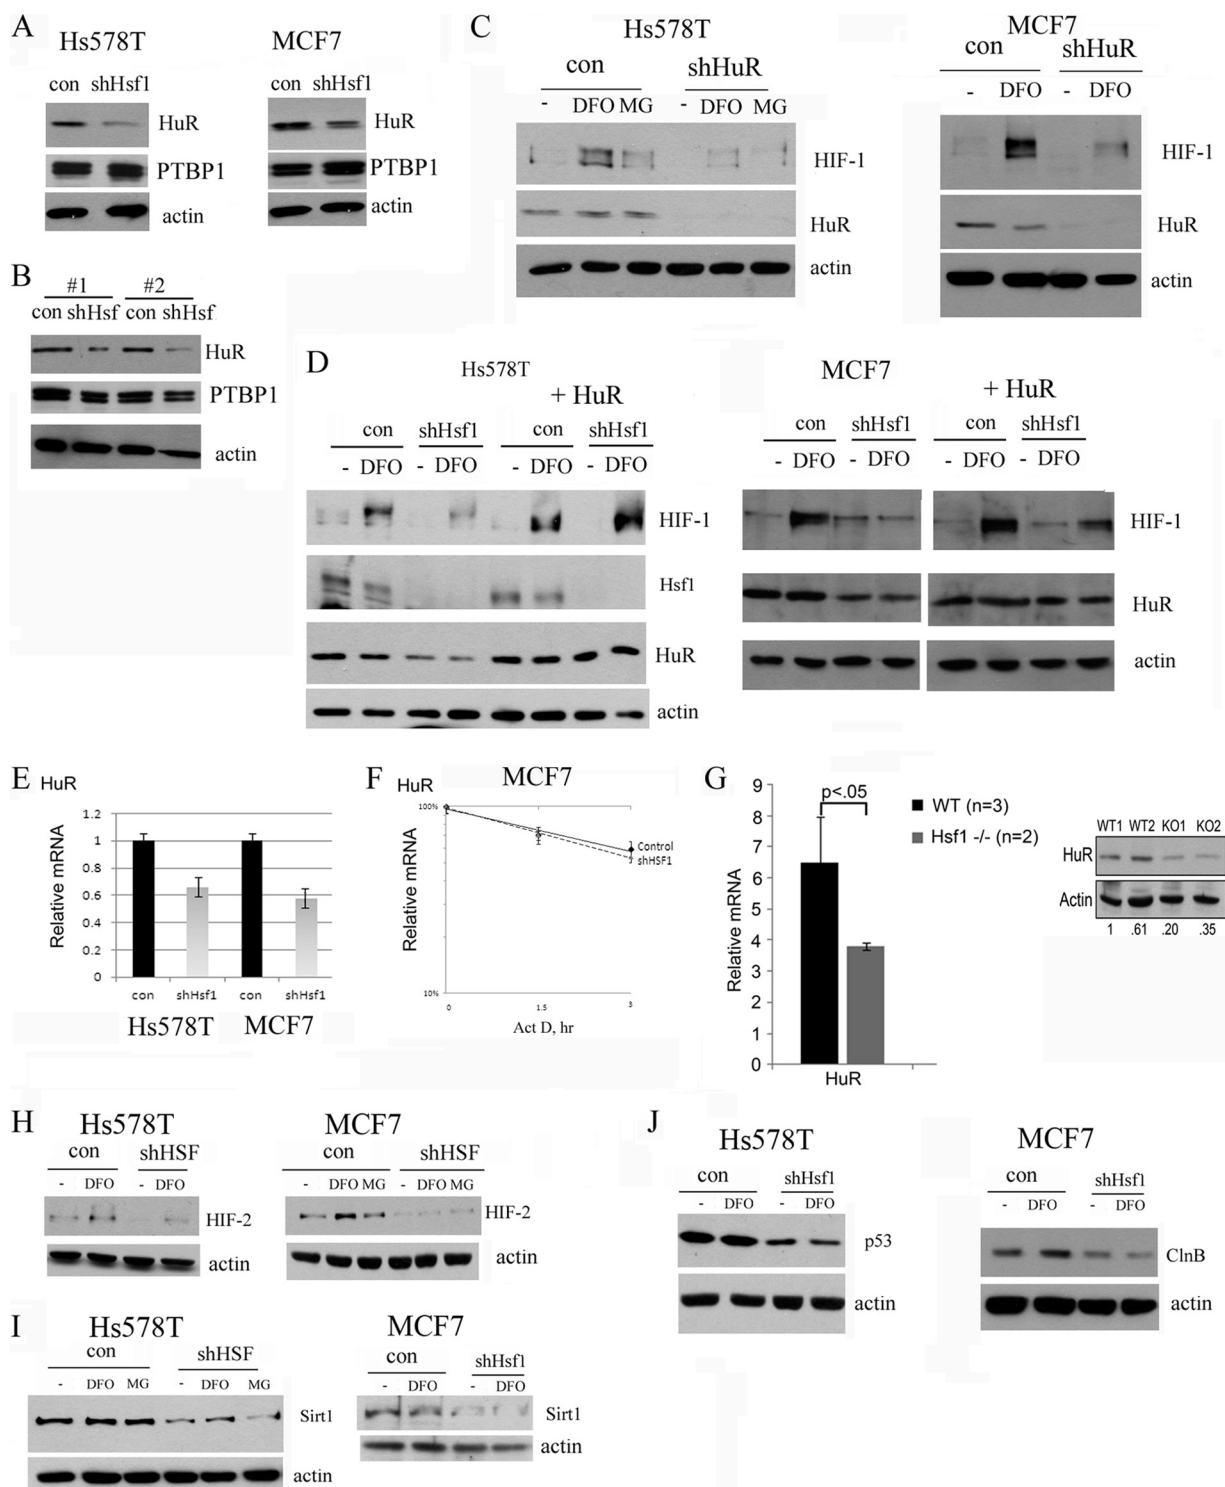 A
Hs578T
MCF7
con shHsf1
con shHsf1
HuR
HuR
PTBP1
PTBP1
actin
actin
B
#1 #2
con shHsf con shHsf
HuR
PTBP1
actin
C
Hs578T
MCF7
con shHuR
con shHuR
- DFO MG - DFO MG
- DFO - DFO
HIF-1
HIF-1
HuR
HuR
actin
actin
D
Hs578T
+ HuR
con shHsf1 con shHsf1
- DFO - DFO - DFO - DFO
HIF-1
Hsf1
HuR
actin
MCF7
+ HuR
con shHsf1 con shHsf1
- DFO - DFO - DFO - DFO
HIF-1
HuR
actin
E HuR
Relative mRNA
1.2
1
0.8
0.6
0.4
0.2
0
con shHsf1 con shHsf1
Hs578T MCF7
F HuR MCF7
Relative mRNA
100%
10%
Control
shHSF1
0 1.5 3
Act D, hr
G
Relative mRNA
9
8
7
6
5
4
3
2
1
0
p<.05
WT (n=3)
Hsf1 -/- (n=2)
HuR
WT1 WT2 KO1 KO2
HuR
Actin
1 .61 .20 .35
H
Hs578T
MCF7
con shHSF
con shHSF
- DFO - DFO
- DFO MG - DFO MG
HIF-2
HIF-2
actin
actin
I
Hs578T
MCF7
con shHSF
con shHsf1
- DFO MG - DFO MG
- DFO - DFO
Sirt1
Sirt1
actin
actin
J
Hs578T
MCF7
con shHsf1
con shHsf1
- DFO - DFO
- DFO - DFO
p53
ClnB
actin
actin